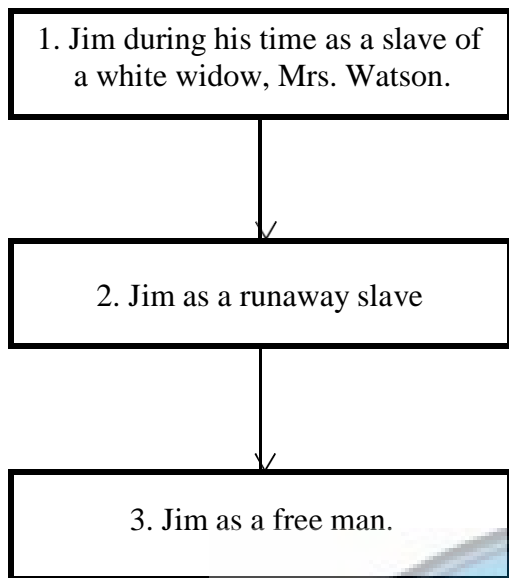 1. Jim during his time as a slave of
a white widow, Mrs. Watson.
2. Jim as a runaway slave
3. Jim as a free man.